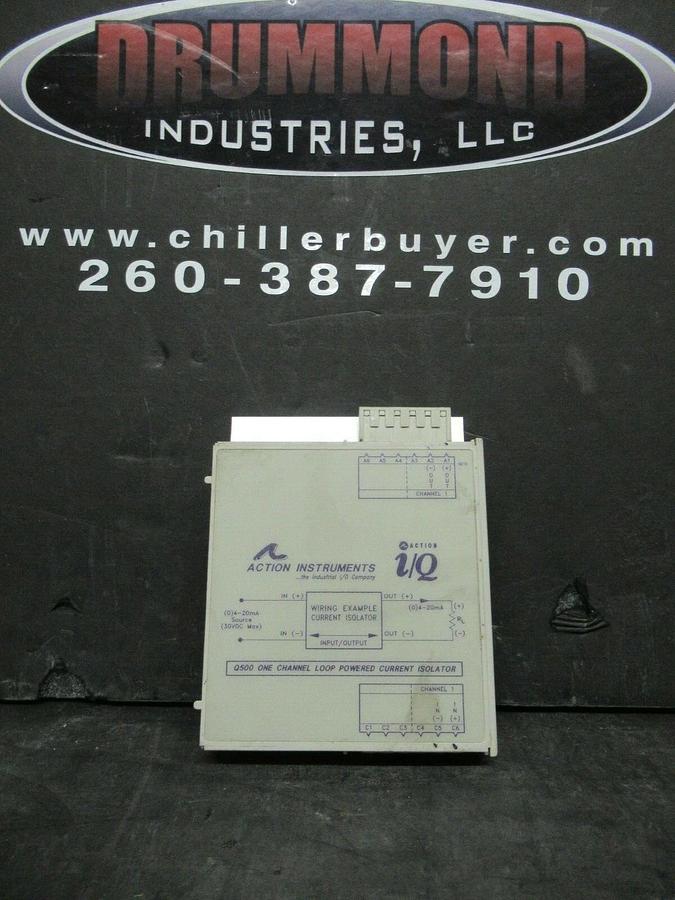 DRUMMOND
INDUSTRIES, LLC
www.chillerbuyer.com
260-387-7910
A6 A5 A4 A3 A2 A1
(-) (+)
OUT OUT
CHANNEL 1
ACTION INSTRUMENTS
...the industrial I/O Company
ACTION
i/Q
IN (+)
OUT (+)
(0)4-20mA
Source
(30VDC Max)
WIRING EXAMPLE
CURRENT ISOLATOR
(0)4-20mA
(+)
RL
(-)
IN (-)
INPUT/OUTPUT
OUT (-)
Q500 ONE CHANNEL LOOP POWERED CURRENT ISOLATOR
CHANNEL 1
IN IN
(-) (+)
C1 C2 C3 C4 C5 C6